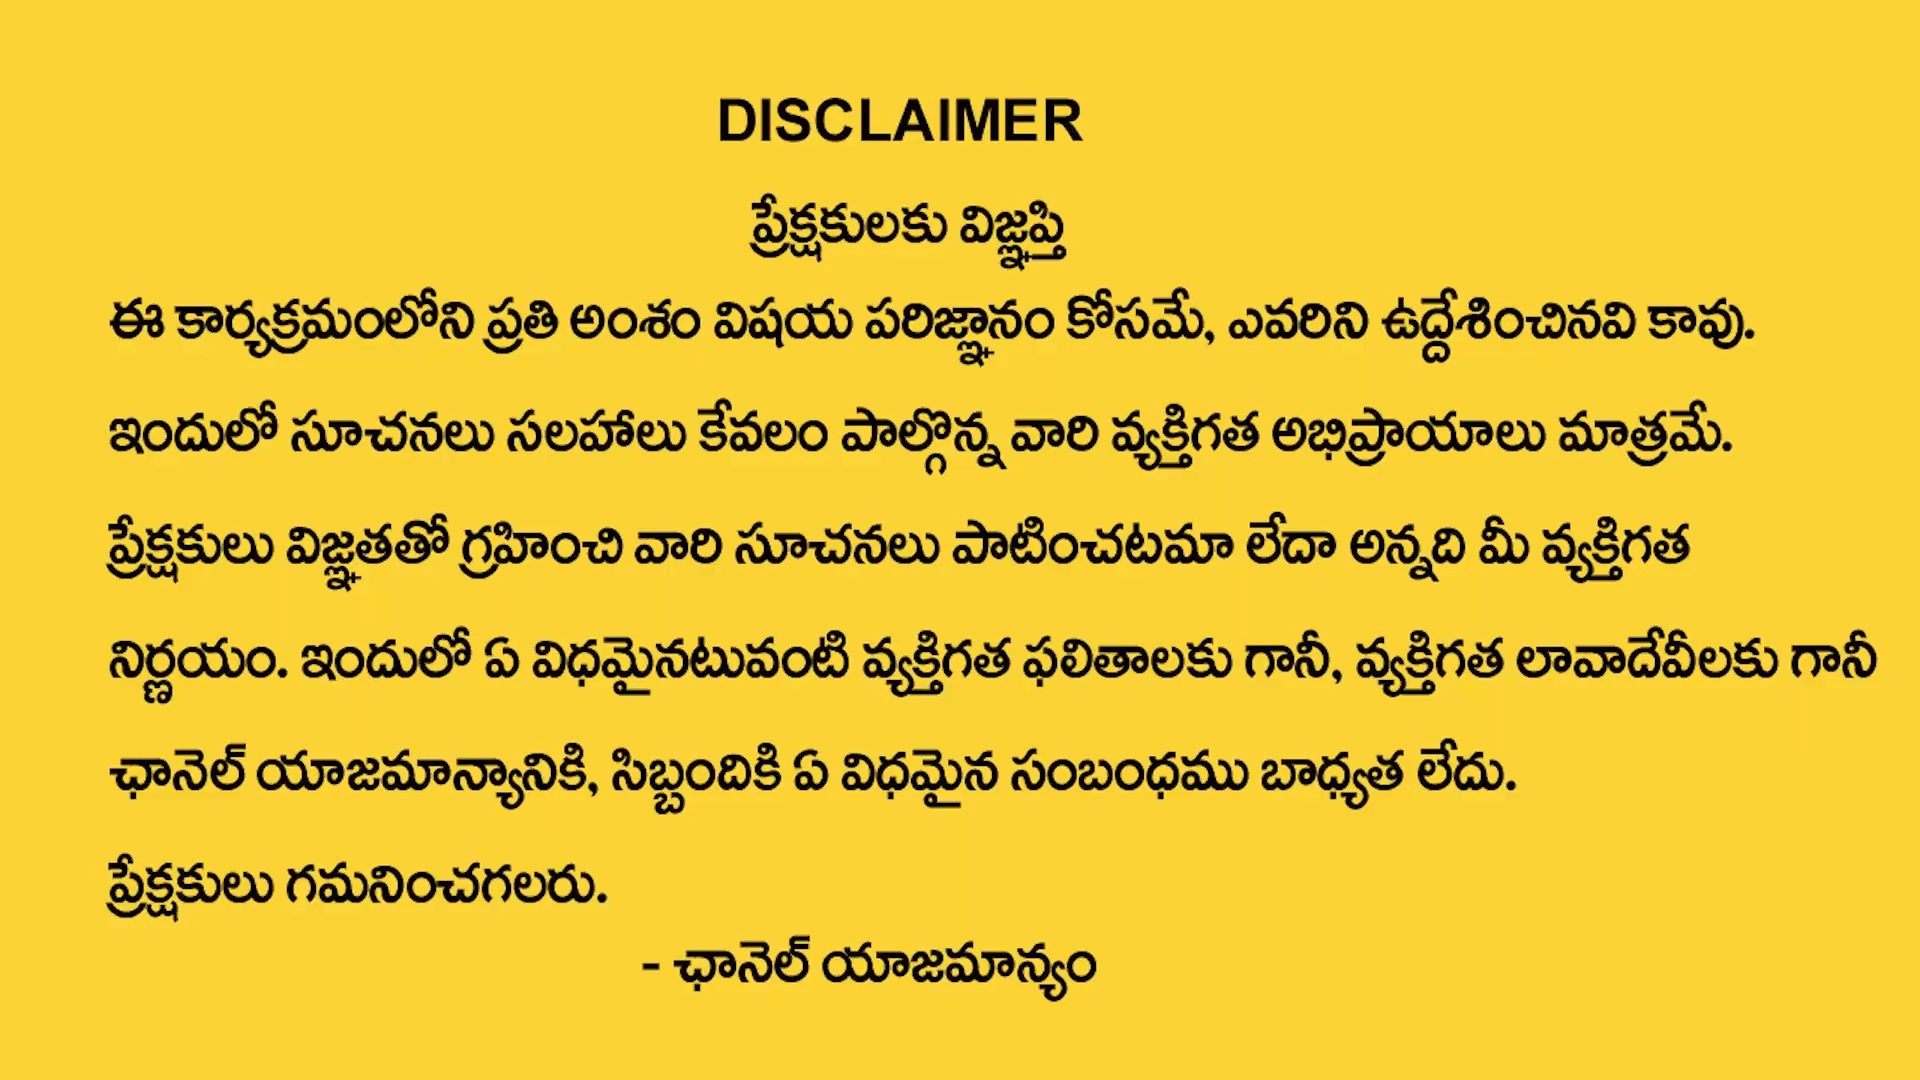 DISCLAIMER
ప్రేక్షకులకు విజ్ఞప్తి
ఈ కార్యక్రమంలోని ప్రతి అంశం విషయ పరిజ్ఞానం కోసమే, ఎవరిని ఉద్దేశించినవి కావు.
ఇందులో సూచనలు సలహాలు కేవలం పాల్గొన్న వారి వ్యక్తిగత అభిప్రాయాలు మాత్రమే.
ప్రేక్షకులు విజ్ఞతతో గ్రహించి వారి సూచనలు పాటించటమా లేదా అన్నది మీ వ్యక్తిగత
నిర్ణయం. ఇందులో ఏ విధమైనటువంటి వ్యక్తిగత ఫలితాలకు గానీ, వ్యక్తిగత లావాదేవీలకు గానీ
ఛానెల్ యాజమాన్యానికి, సిబ్బందికి ఏ విధమైన సంబంధము బాధ్యత లేదు.
ప్రేక్షకులు గమనించగలరు.
- ఛానెల్ యాజమాన్యం